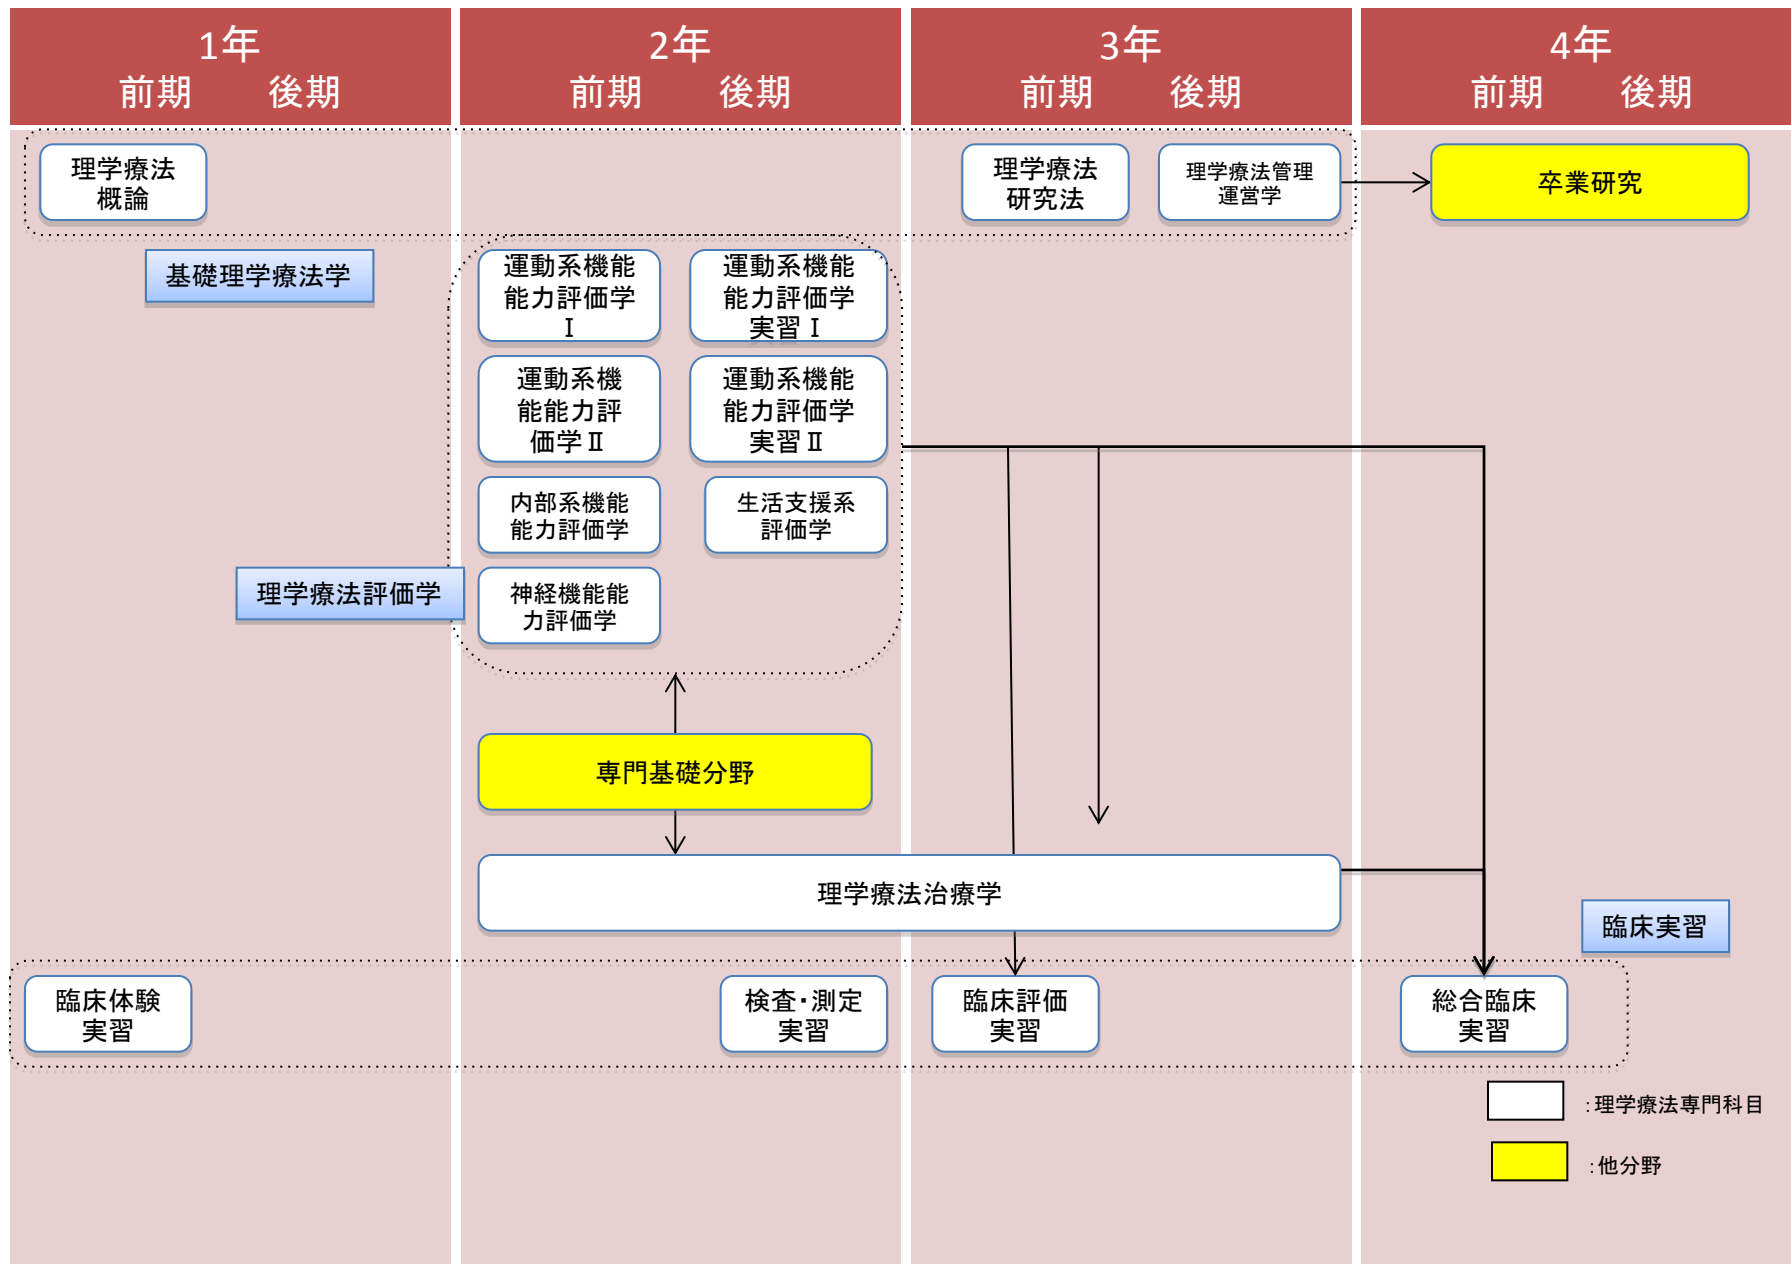 1年
前期 後期
2年
前期 後期
3年
前期 後期
4年
前期 後期
理学療法
概論
理学療法
研究法
理学療法管理
運営学
卒業研究
基礎理学療法学
運動系機能
能力評価学
Ⅰ
運動系機能
能力評価学
実習Ⅰ
運動系機
能能力評
価学Ⅱ
運動系機能
能力評価学
実習Ⅱ
内部系機能
能力評価学
生活支援系
評価学
理学療法評価学
神経機能能
力評価学
専門基礎分野
理学療法治療学
臨床実習
臨床体験
実習
検査・測定
実習
臨床評価
実習
総合臨床
実習
:理学療法専門科目
:他分野